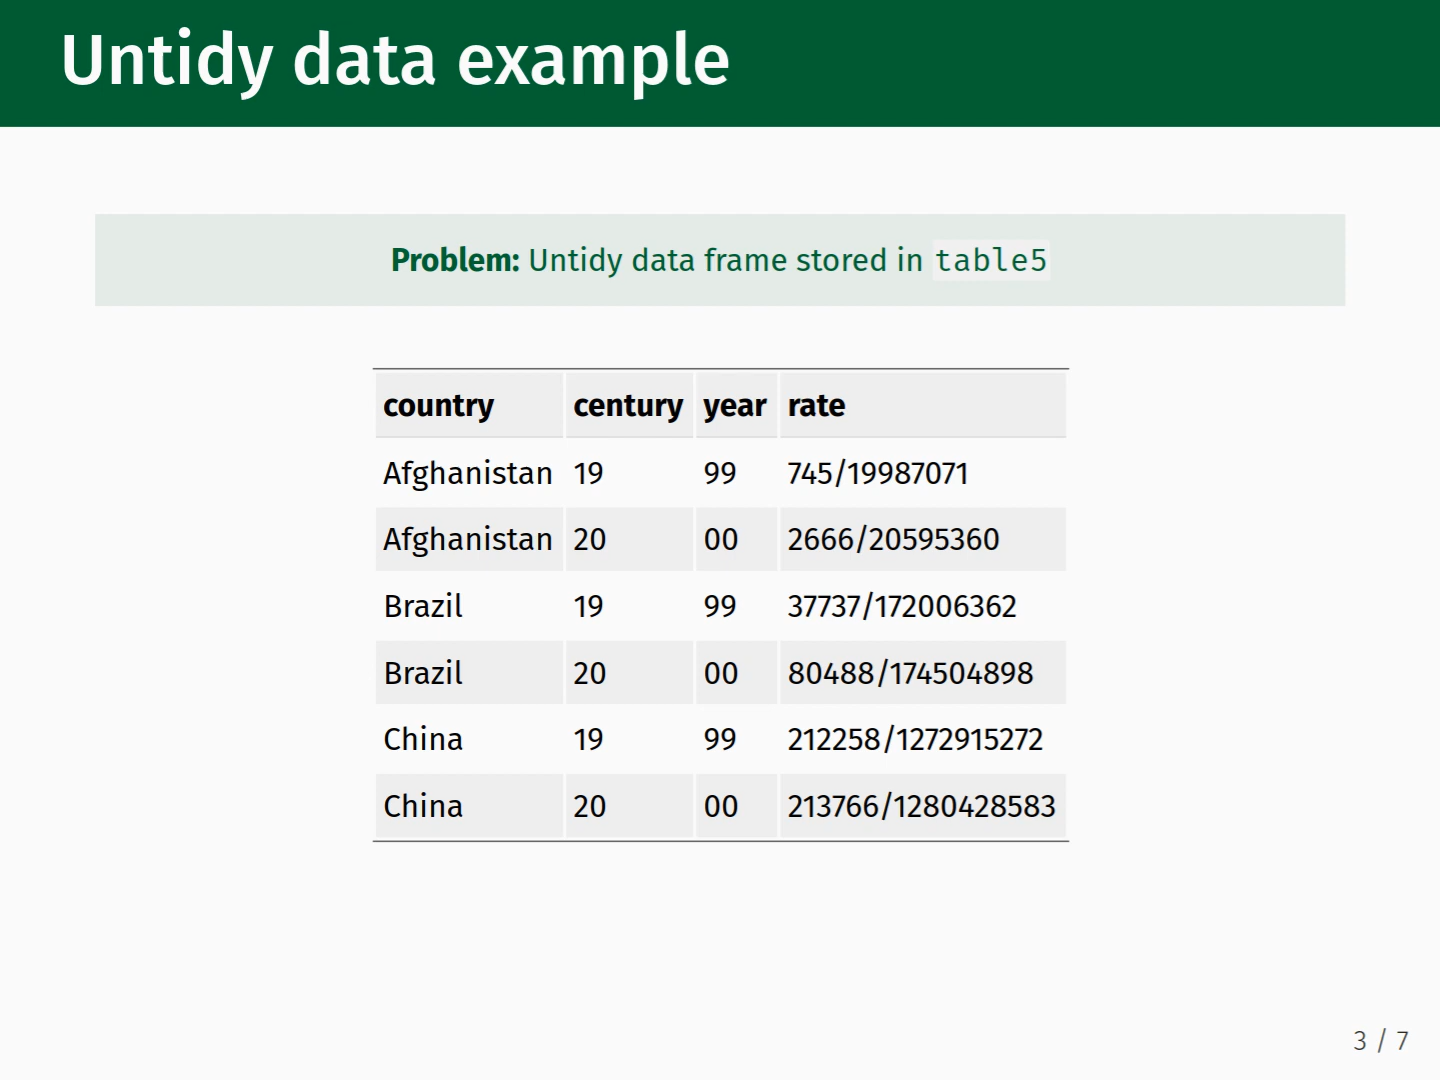 Untidy data example
Problem: Untidy data frame stored in table5
country century year rate
Afghanistan 19 99 745/19987071
Afghanistan 20 00 2666/20595360
Brazil 19 99 37737/172006362
Brazil 20 00 80488/174504898
China 19 99 212258/1272915272
China 20 00 213766/1280428583
3 / 7